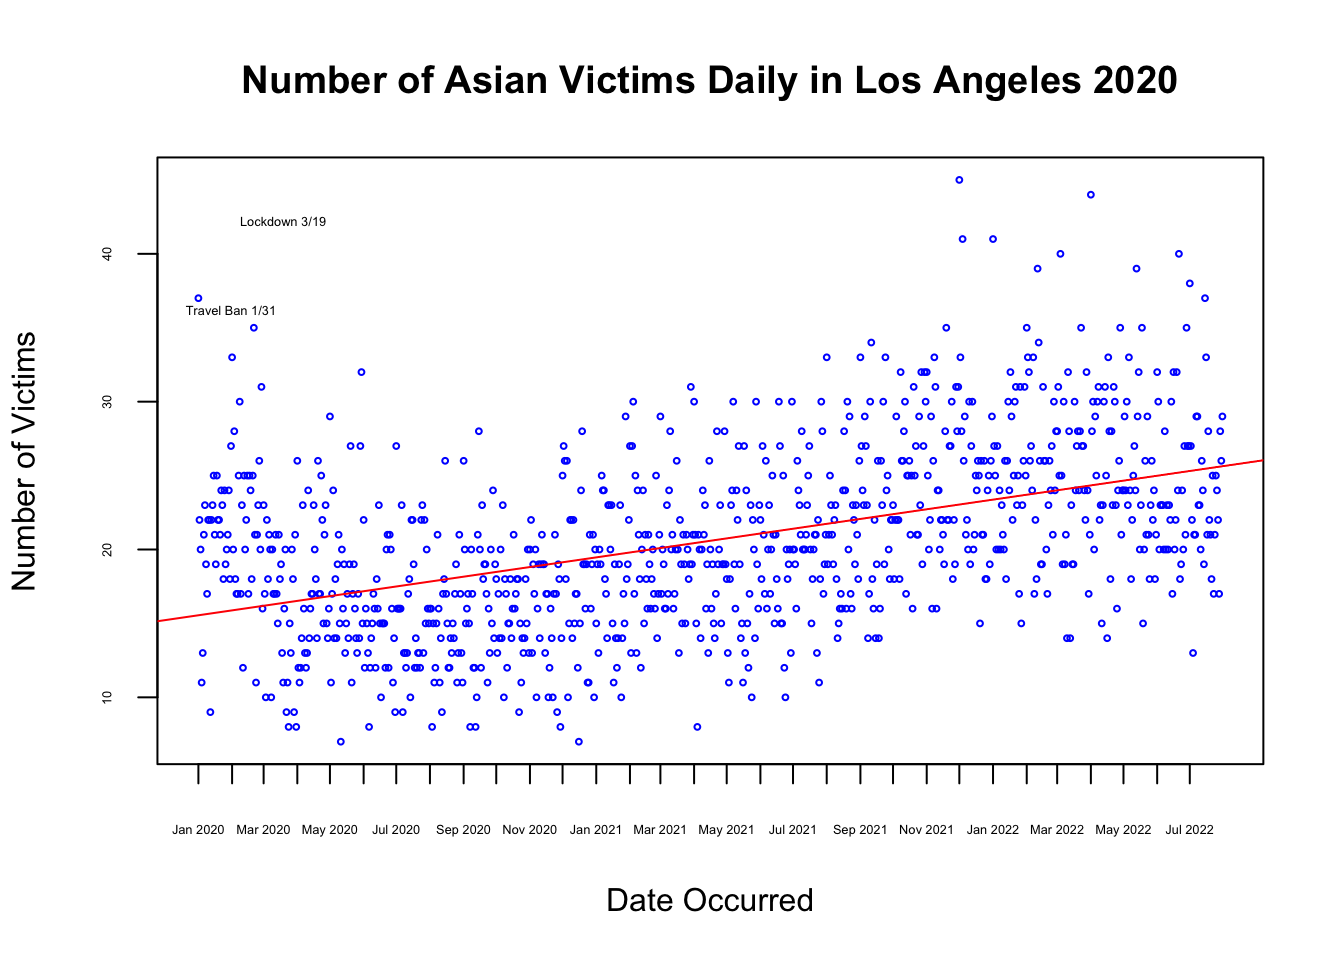 Number of Asian Victims Daily in Los Angeles 2020
Number of Victims
40
30
20
10
Lockdown 3/19
Travel Ban 1/31
Jan 2020 Mar 2020 May 2020 Jul 2020 Sep 2020 Nov 2020 Jan 2021 Mar 2021 May 2021 Jul 2021 Sep 2021 Nov 2021 Jan 2022 Mar 2022 May 2022 Jul 2022
Date Occurred